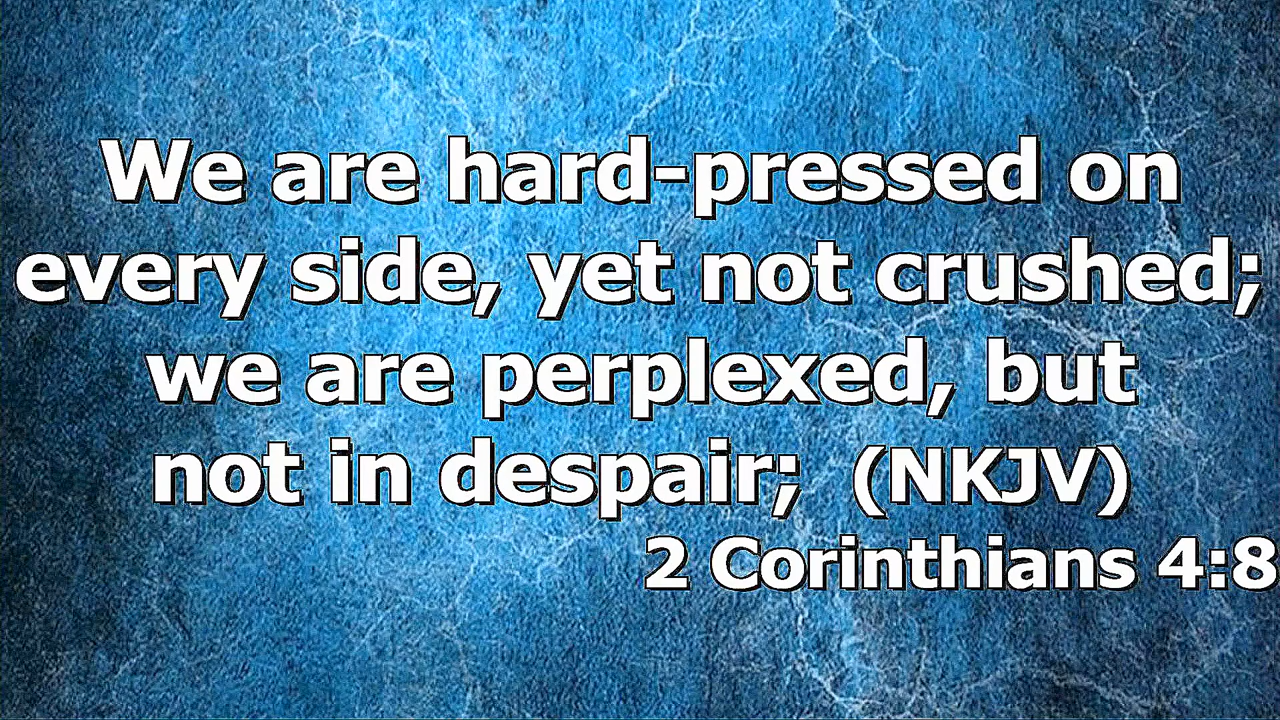 We are hard-pressed on
every side, yet not crushed;
we are perplexed, but
not in despair; (NKJV)
2 Corinthians 4:8